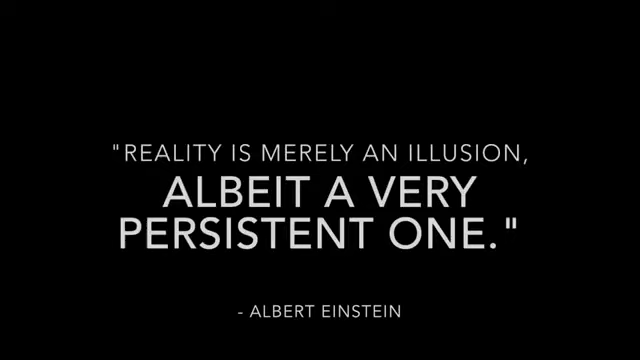 "REALITY IS MERELY AN ILLUSION,
ALBEIT A VERY
PERSISTENT ONE."
- ALBERT EINSTEIN